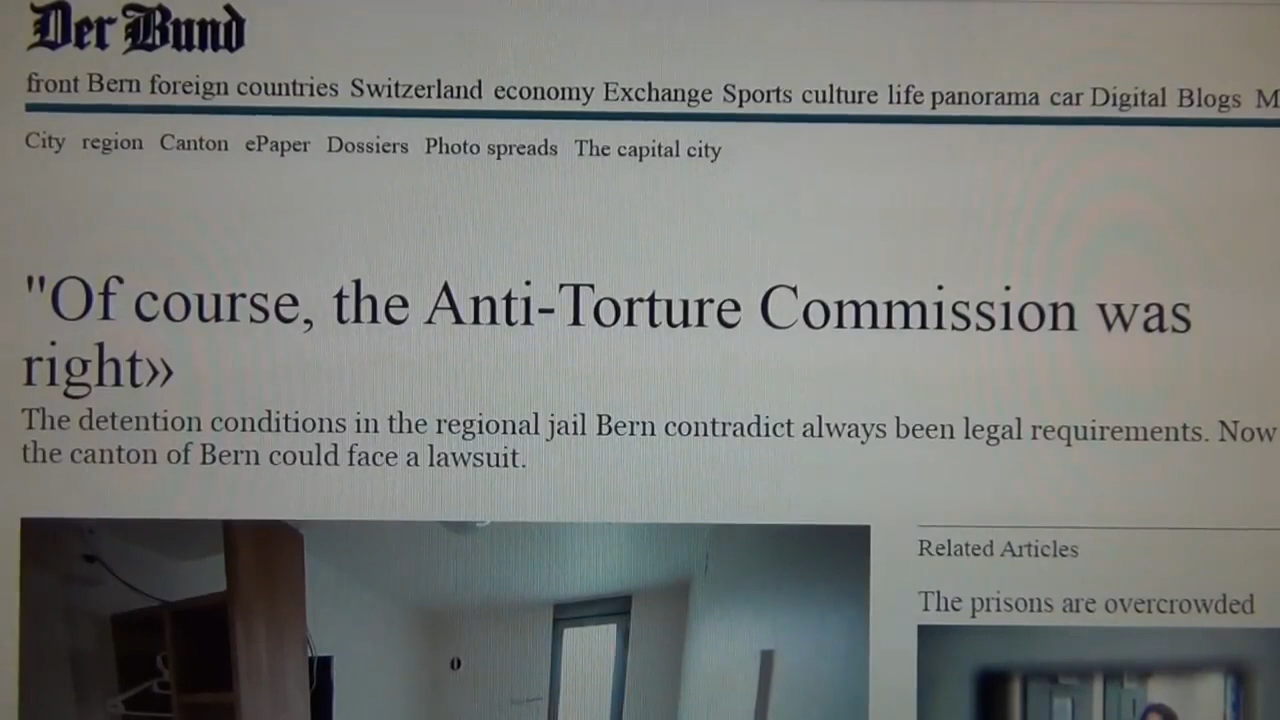 Der Bund
front Bern foreign countries Switzerland economy Exchange Sports culture life panorama car Digital Blogs M
City region Canton ePaper Dossiers Photo spreads The capital city
"Of course, the Anti-Torture Commission was
right»
The detention conditions in the regional jail Bern contradict always been legal requirements. Now
the canton of Bern could face a lawsuit.
Related Articles
The prisons are overcrowded